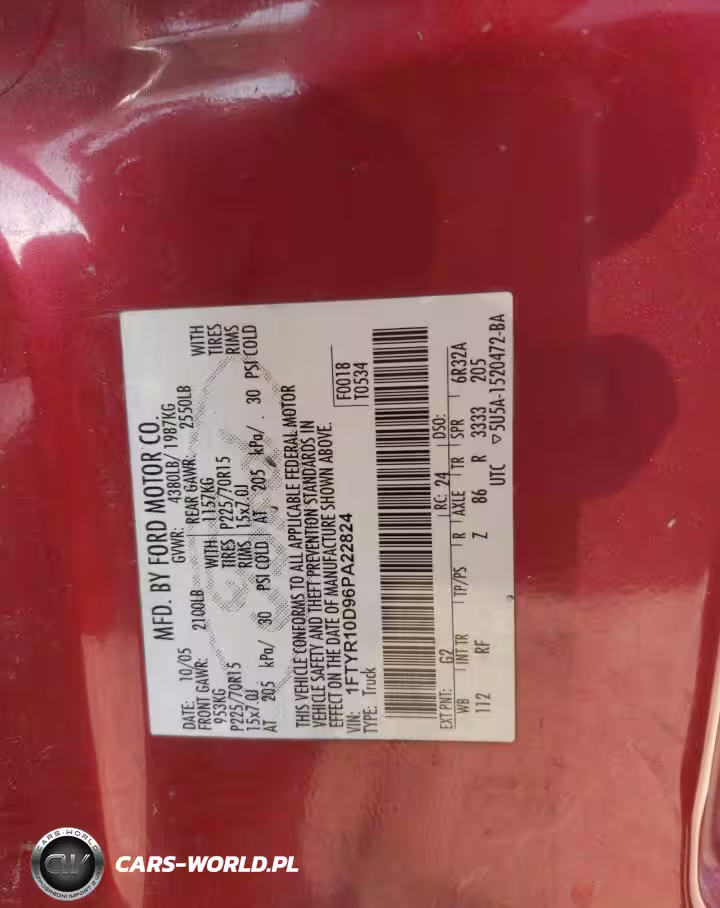 MFD. BY FORD MOTOR CO.
DATE: 10/05 GVWR: 4380LB/ 1987KG
FRONT GAWR: 2100LB REAR GAWR: 2550LB
953KG WITH 1157KG WITH
P225/70R15 TIRES P225/70R15 TIRES
15x7.0J RIMS 15x7.0J RIMS
AT 205 kPa/ 30 PSI COLD AT 205 kPa/ 30 PSI COLD
THIS VEHICLE CONFORMS TO ALL APPLICABLE FEDERAL MOTOR
VEHICLE SAFETY AND THEFT PREVENTION STANDARDS IN
EFFECT ON THE DATE OF MANUFACTURE SHOWN ABOVE.
VIN: 1FTYR10D96PA22824 F0018
TYPE: Truck T0534
EXT PNT: G2 RC: 24 DSO:
WB INT TR TP/PS R AXLE TR SPR 6R32A
112 RF Z 86 R 3333 205
UTC ▽5U5A-1520472-BA
CARS-WORLD
CW
CARS-WORLD.PL